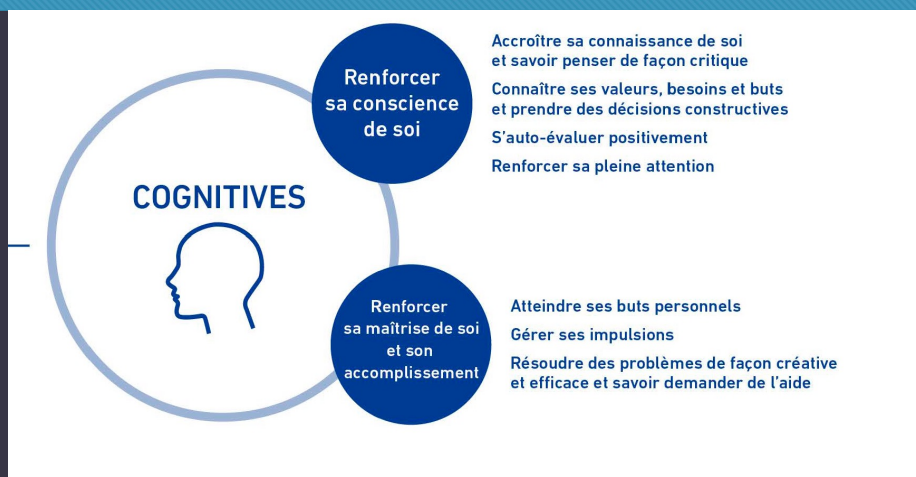 COGNITIVES
Renforcer
sa conscience
de soi
Accroître sa connaissance de soi
et savoir penser de façon critique
Connaître ses valeurs, besoins et buts
et prendre des décisions constructives
S'auto-évaluer positivement
Renforcer sa pleine attention
Renforcer
sa maîtrise de soi
et son
accomplissement
Atteindre ses buts personnels
Gérer ses impulsions
Résoudre des problèmes de façon créative
et efficace et savoir demander de l'aide